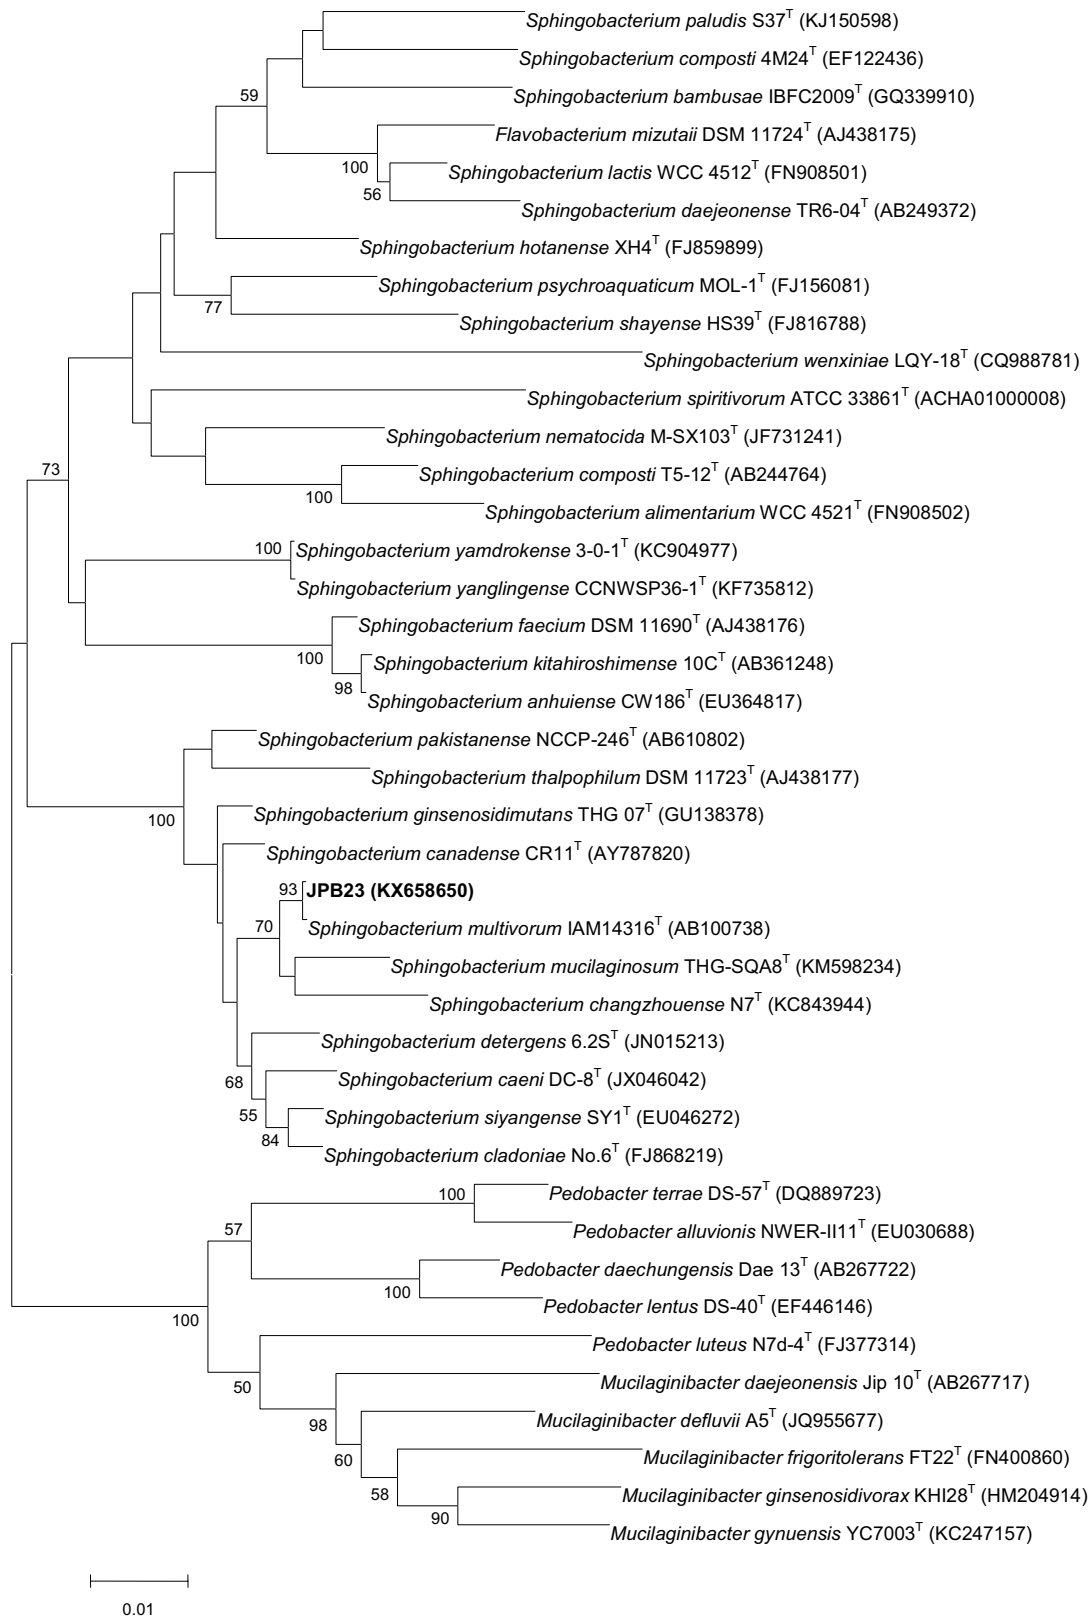 Sphingobacterium paludis S37T (KJ150598)
Sphingobacterium composti 4M24T (EF122436)
Sphingobacterium bambusae IBFC2009T (GQ339910)
59
Flavobacterium mizutaii DSM 11724T (AJ438175)
100
Sphingobacterium lactis WCC 4512T (FN908501)
56
Sphingobacterium daejeonense TR6-04T (AB249372)
Sphingobacterium hotanense XH4T (FJ859899)
Sphingobacterium psychroaquaticum MOL-1T (FJ156081)
77
Sphingobacterium shayense HS39T (FJ816788)
Sphingobacterium wenxiniae LQY-18T (CQ988781)
Sphingobacterium spiritivorum ATCC 33861T (ACHA01000008)
Sphingobacterium nematocida M-SX103T (JF731241)
73
Sphingobacterium composti T5-12T (AB244764)
100
Sphingobacterium alimentarium WCC 4521T (FN908502)
100
Sphingobacterium yamdrokense 3-0-1T (KC904977)
Sphingobacterium yanglingense CCNWSP36-1T (KF735812)
Sphingobacterium faecium DSM 11690T (AJ438176)
100
Sphingobacterium kitahiroshimense 10CT (AB361248)
98
Sphingobacterium anhuiense CW186T (EU364817)
Sphingobacterium pakistanense NCCP-246T (AB610802)
Sphingobacterium thalpophilum DSM 11723T (AJ438177)
100
Sphingobacterium ginsenosidimutans THG 07T (GU138378)
Sphingobacterium canadense CR11T (AY787820)
93
JPB23 (KX658650)
70
Sphingobacterium multivorum IAM14316T (AB100738)
Sphingobacterium mucilaginosum THG-SQA8T (KM598234)
Sphingobacterium changzhouense N7T (KC843944)
Sphingobacterium detergens 6.2ST (JN015213)
68
Sphingobacterium caeni DC-8T (JX046042)
55
Sphingobacterium siyangense SY1T (EU046272)
84
Sphingobacterium cladoniae No.6T (FJ868219)
100
Pedobacter terrae DS-57T (DQ889723)
57
Pedobacter alluvionis NWER-II11T (EU030688)
Pedobacter daechungensis Dae 13T (AB267722)
100
Pedobacter lentus DS-40T (EF446146)
100
Pedobacter luteus N7d-4T (FJ377314)
50
Mucilaginibacter daejeonensis Jip 10T (AB267717)
98
Mucilaginibacter defluvii A5T (JQ955677)
60
Mucilaginibacter frigoritolerans FT22T (FN400860)
58
Mucilaginibacter ginsenosidivorax KHI28T (HM204914)
90
Mucilaginibacter gynuensis YC7003T (KC247157)
0.01